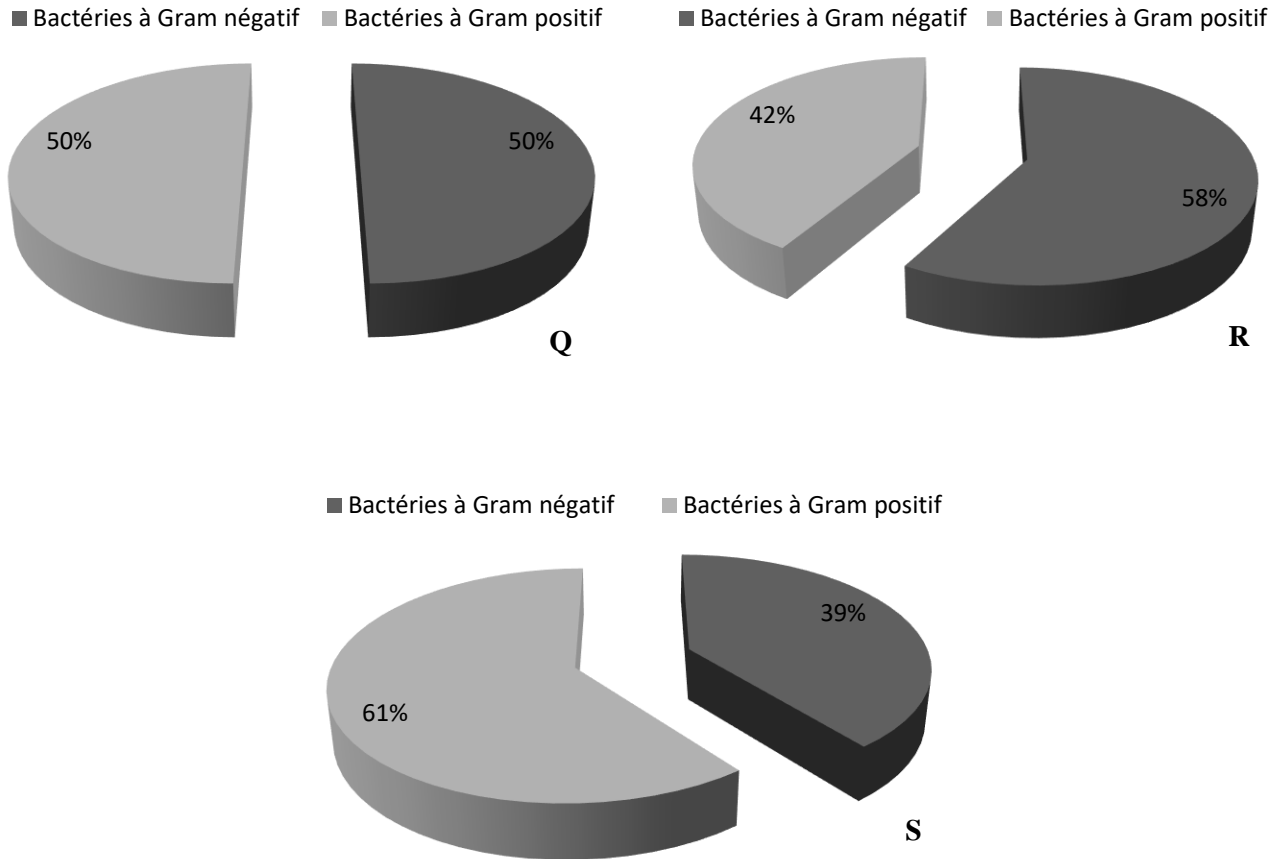 Bactéries à Gram négatif Bactéries à Gram positif
50%
50%
Q
Bactéries à Gram négatif Bactéries à Gram positif
42%
58%
R
Bactéries à Gram négatif Bactéries à Gram positif
39%
61%
S